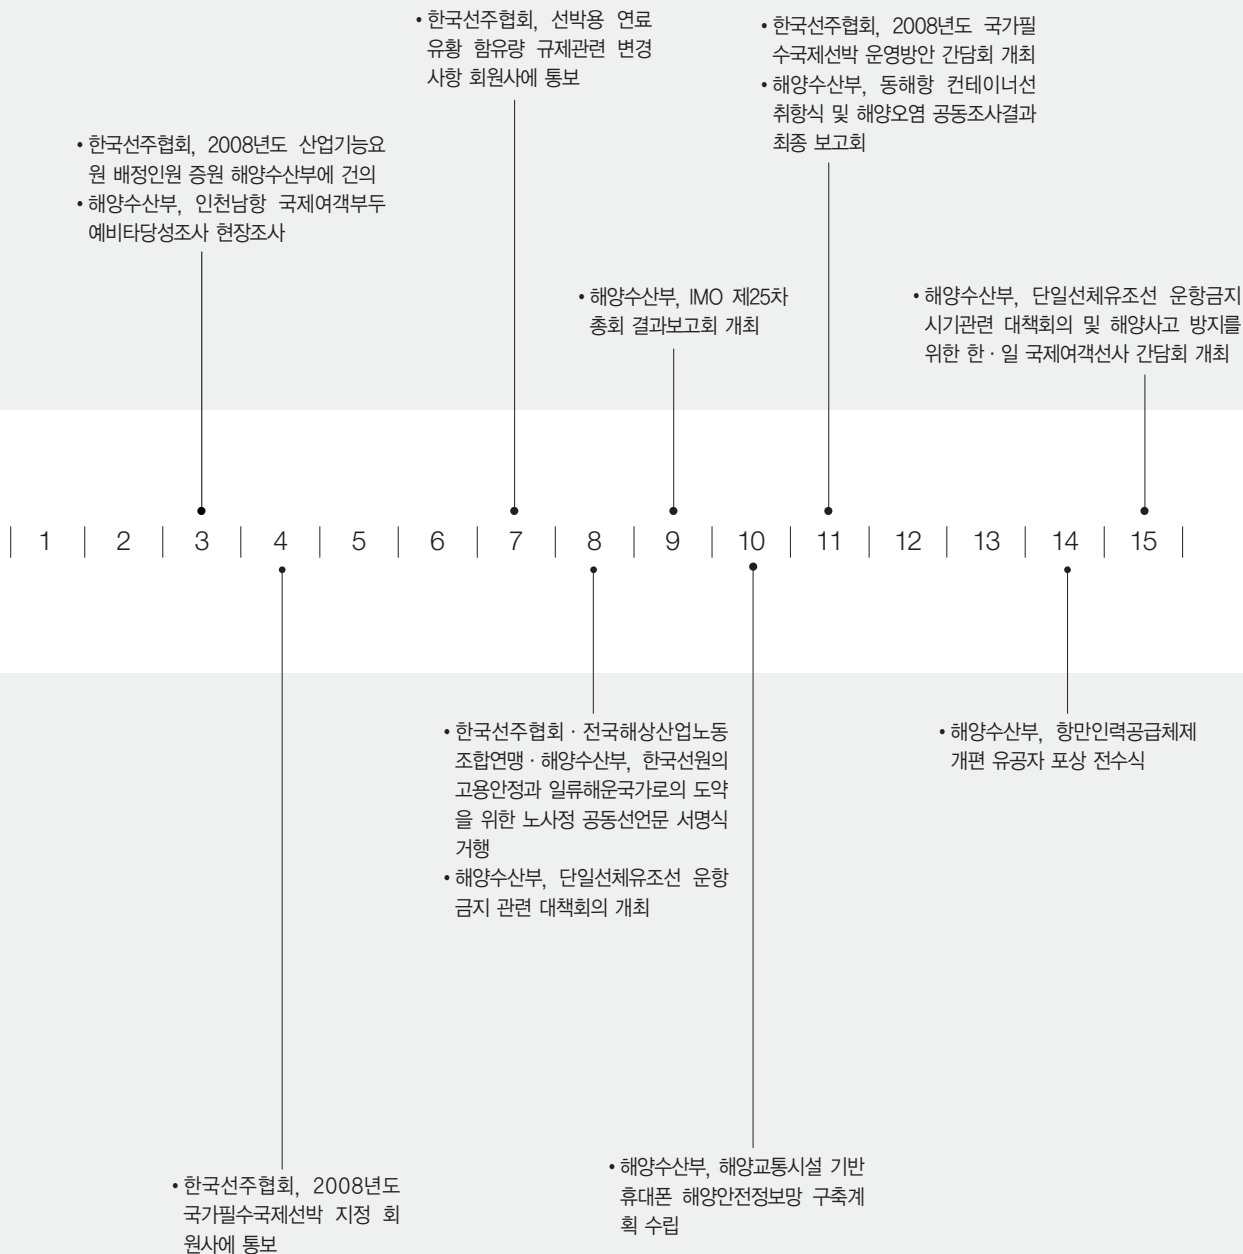 • 한국선주협회, 선박용 연료
유황 함유량 규제관련 변경
사항 회원사에 통보
• 한국선주협회, 2008년도 국가필
수국제선박 운영방안 간담회 개최
• 해양수산부, 동해항 컨테이너선
취항식 및 해양오염 공동조사결과
최종 보고회
• 한국선주협회, 2008년도 산업기능요
원 배정인원 증원 해양수산부에 건의
• 해양수산부, 인천남항 국제여객부두
예비타당성조사 현장조사
• 해양수산부, IMO 제25차
총회 결과보고회 개최
• 해양수산부, 단일선체유조선 운항금지
시기관련 대책회의 및 해양사고 방지를
위한 한 · 일 국제여객선사 간담회 개최
1 2 3 4 5 6 7 8 9 10 11 12 13 14 15
• 한국선주협회 · 전국해상산업노동
조합연맹 · 해양수산부, 한국선원의
고용안정과 일류해운국가로의 도약
을 위한 노사정 공동선언문 서명식
거행
• 해양수산부, 단일선체유조선 운항
금지 관련 대책회의 개최
• 해양수산부, 항만인력공급체제
개편 유공자 포상 전수식
• 한국선주협회, 2008년도
국가필수국제선박 지정 회
원사에 통보
• 해양수산부, 해양교통시설 기반
휴대폰 해양안전정보망 구축계
획 수립